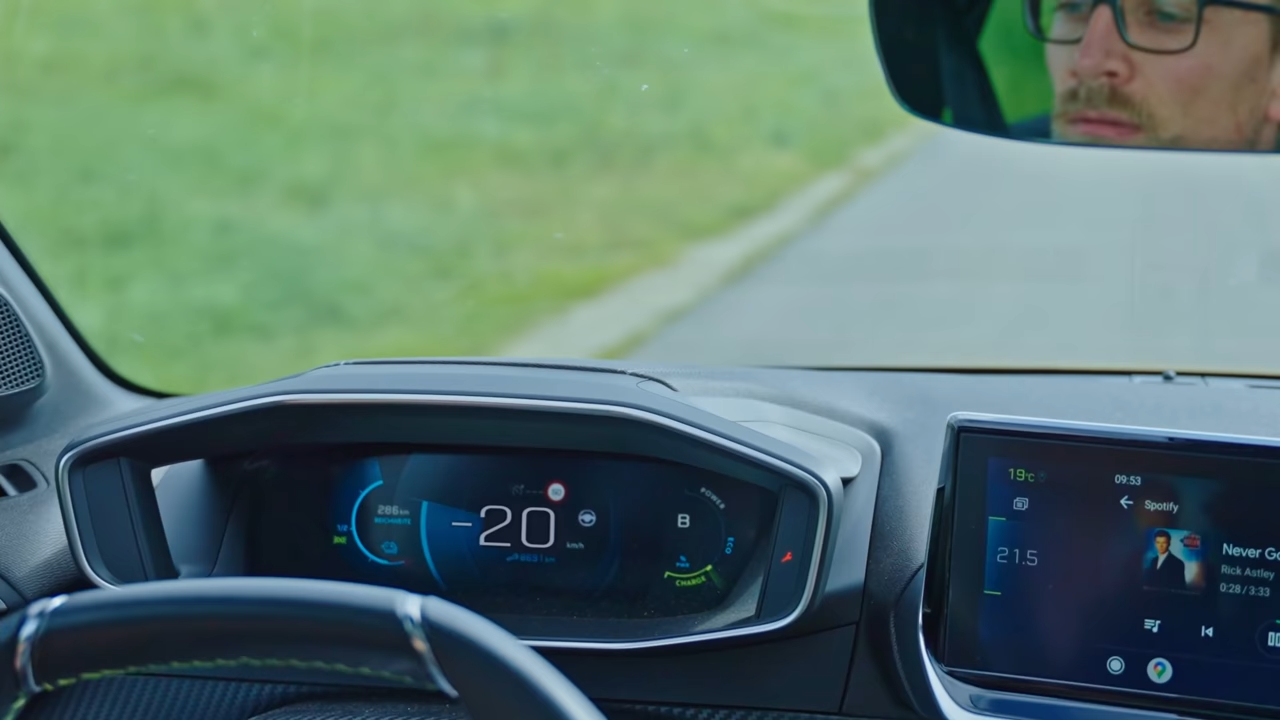 286 km
-20
km/h
B
POWER
ECO
CHARGE
19°C
21.5
09:53
Spotify
Never Go
Rick Astley
0:28 / 3:33